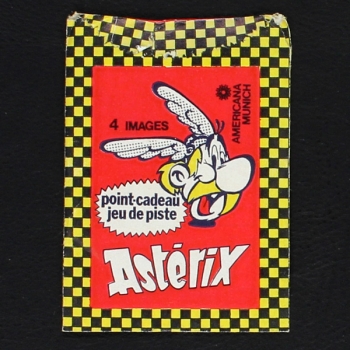 4 IMAGES
AMERICANA
MUNICH
point-cadeau
jeu de piste
Astérix